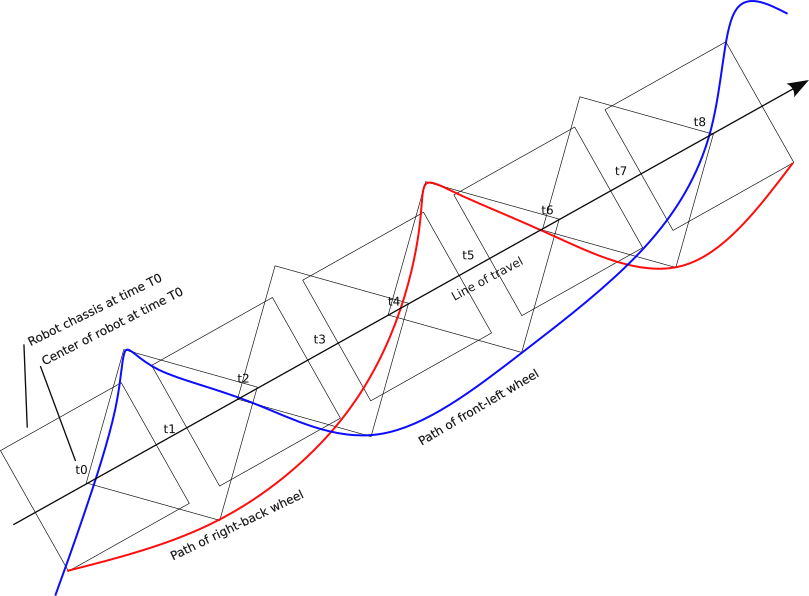 Robot chassis at time T0
Center of robot at time T0
t0
t1
t2
t3
t4
t5
t6
t7
t8
Line of travel
Path of front-left wheel
Path of right-back wheel